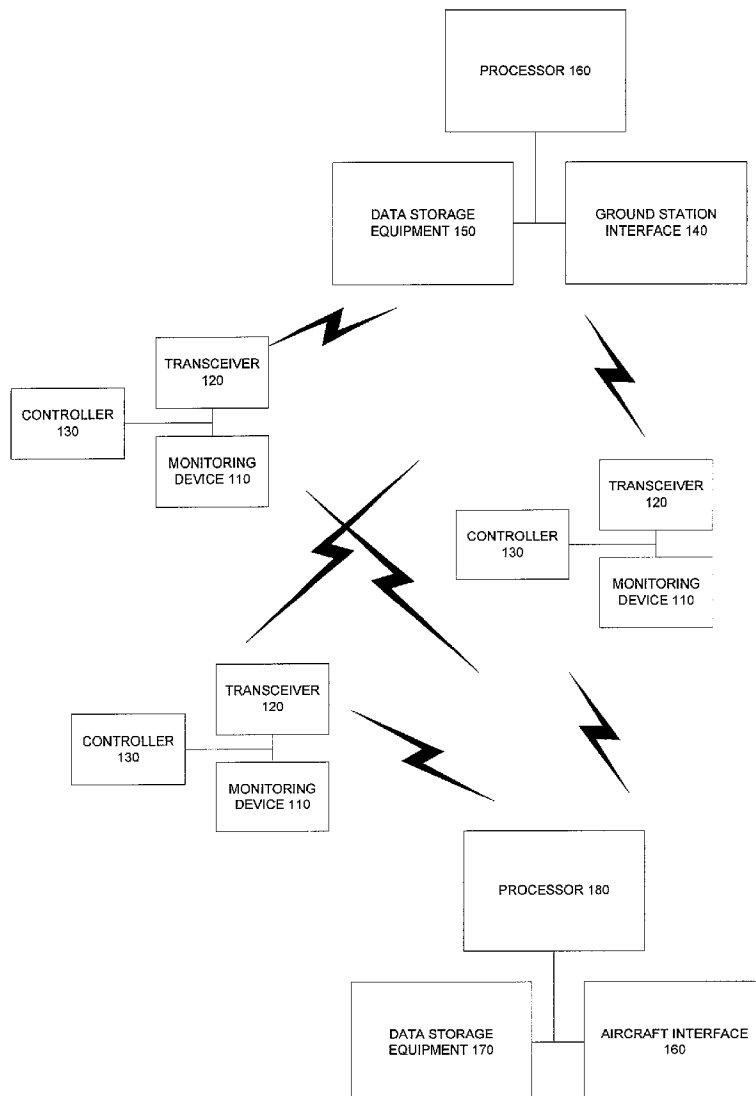 PROCESSOR 160
DATA STORAGE
EQUIPMENT 150
GROUND STATION
INTERFACE 140
TRANSCEIVER
120
CONTROLLER
130
MONITORING
DEVICE 110
TRANSCEIVER
120
CONTROLLER
130
MONITORING
DEVICE 110
TRANSCEIVER
120
CONTROLLER
130
MONITORING
DEVICE 110
PROCESSOR 180
DATA STORAGE
EQUIPMENT 170
AIRCRAFT INTERFACE
160